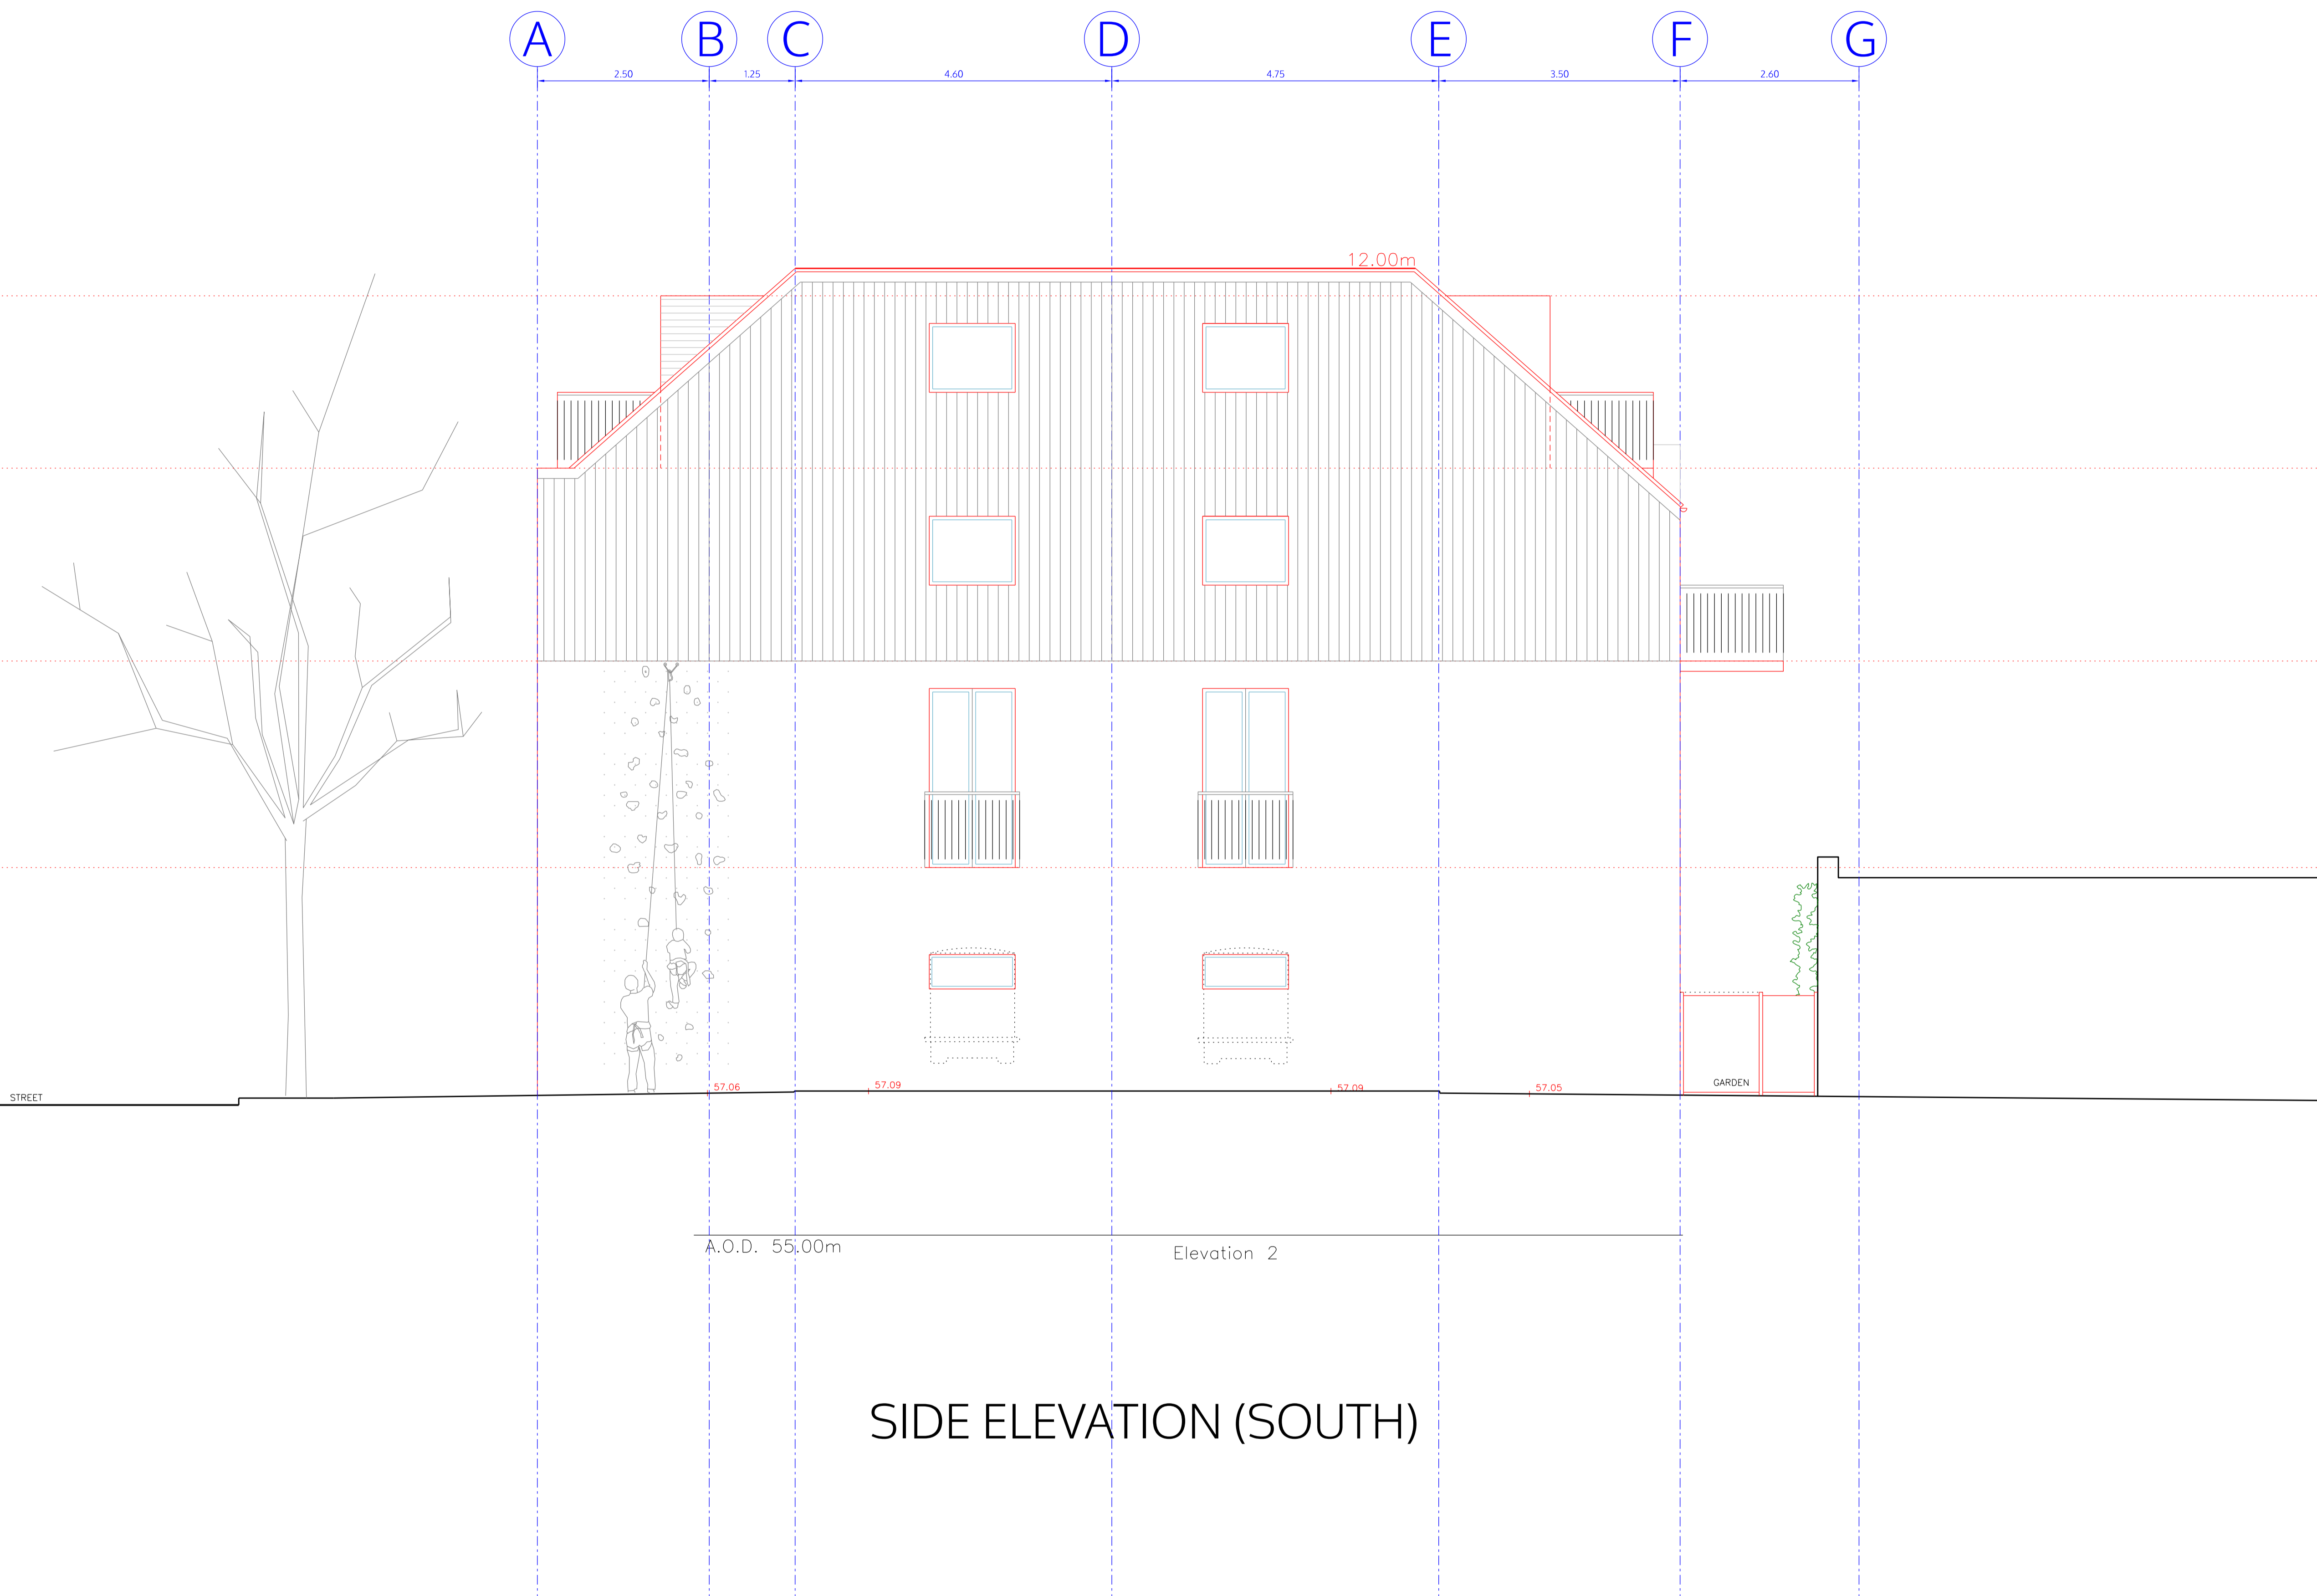 A B C D E F G
2.50 1.25 4.60 4.75 3.50 2.60
12.00m
57.06 57.09 57.09 57.05
GARDEN
STREET
A.O.D. 55.00m
Elevation 2
SIDE ELEVATION (SOUTH)